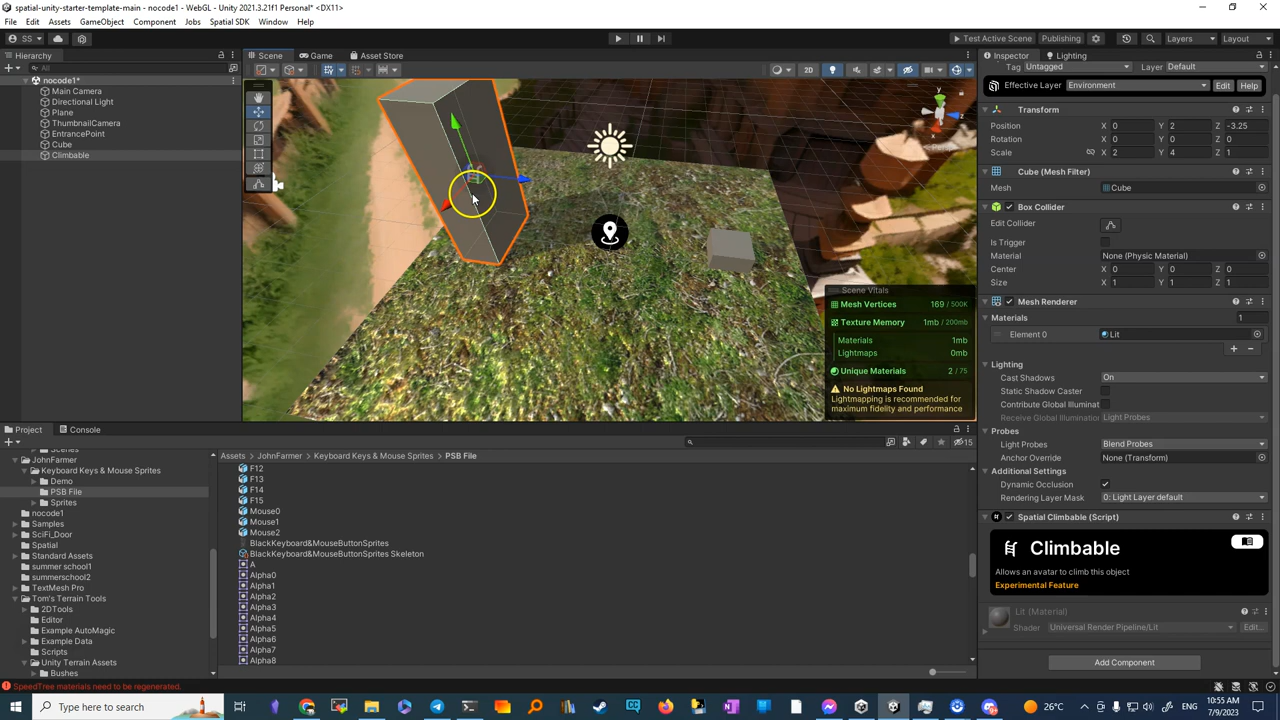 spatial-unity-starter-template-main - nocode1 - WebGL - Unity 2021.3.21f1 Personal* <DX11>
File Edit Assets GameObject Component Jobs Spatial SDK Window Help
SS
Test Active Scene Publishing Layers Layout
Hierarchy
All
nocode1*
Main Camera
Directional Light
Plane
ThumbnailCamera
EntrancePoint
Cube
Climbable
Scene Game Asset Store
2D
y
x
z
Persp
Scene Vitals
Mesh Vertices 169 / 500K
Texture Memory 1mb / 200mb
Materials 1mb
Lightmaps 0mb
Unique Materials 2 / 75
No Lightmaps Found
Lightmapping is recommended for
maximum fidelity and performance
Inspector Lighting
Tag Untagged Layer Default
Effective Layer Environment Edit Help
Transform
Position X 0 Y 2 Z -3.25
Rotation X 0 Y 0 Z 0
Scale X 2 Y 4 Z 1
Cube (Mesh Filter)
Mesh Cube
Box Collider
Edit Collider
Is Trigger
Material None (Physic Material)
Center X 0 Y 0 Z 0
Size X 1 Y 1 Z 1
Mesh Renderer
Materials 1
Element 0 Lit
Lighting
Cast Shadows On
Static Shadow Caster
Contribute Global Illuminat
Receive Global Illumination Light Probes
Probes
Light Probes Blend Probes
Anchor Override None (Transform)
Additional Settings
Dynamic Occlusion
Rendering Layer Mask 0: Light Layer default
Spatial Climbable (Script)
Climbable
Allows an avatar to climb this object
Experimental Feature
Lit (Material)
Shader Universal Render Pipeline/Lit Edit...
Add Component
Project Console
15
Scenes
JohnFarmer
Keyboard Keys & Mouse Sprites
Demo
PSB File
Sprites
nocode1
Samples
SciFi_Door
Spatial
Standard Assets
summer school1
summerschool2
TextMesh Pro
Tom's Terrain Tools
2DTools
Editor
Example AutoMagic
Example Data
Scripts
Unity Terrain Assets
Bushes
Assets > JohnFarmer > Keyboard Keys & Mouse Sprites > PSB File
F12
F13
F14
F15
Mouse0
Mouse1
Mouse2
BlackKeyboard&MouseButtonSprites
BlackKeyboard&MouseButtonSprites Skeleton
A
Alpha0
Alpha1
Alpha2
Alpha3
Alpha4
Alpha5
Alpha6
Alpha7
Alpha8
SpeedTree materials need to be regenerated.
Type here to search
26°C
ENG
10:55 AM
7/9/2023